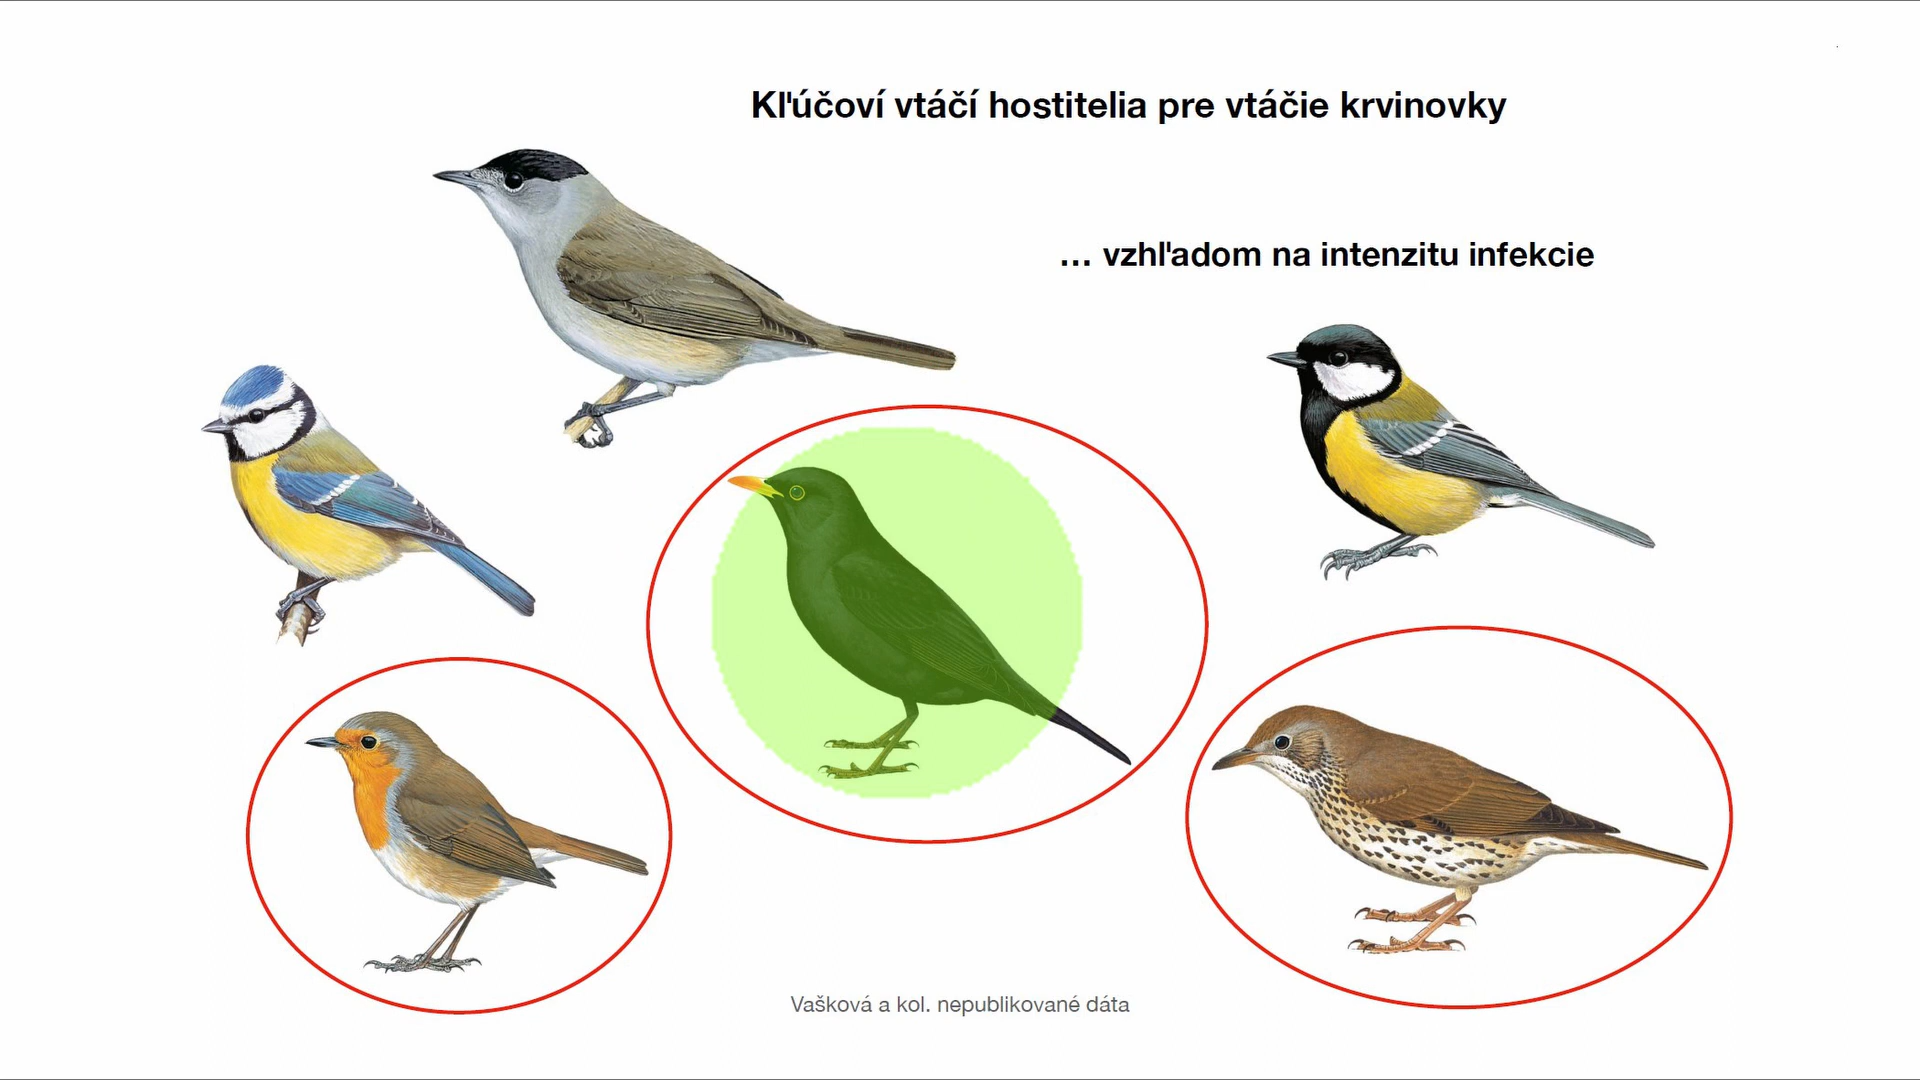 Kľúčoví vtáčí hostitelia pre vtáčie krvinovky
... vzhľadom na intenzitu infekcie
Vašková a kol. nepublikované dáta